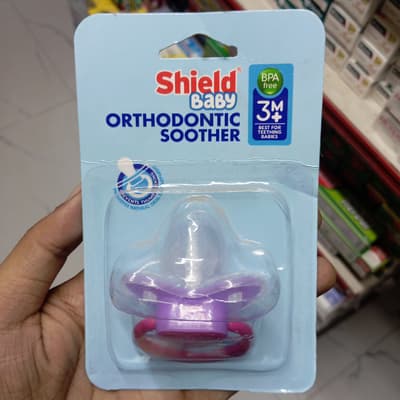 Shield
Baby
ORTHODONTIC
SOOTHER
BPA
free
3M+
BEST FOR
TEETHING
BABIES